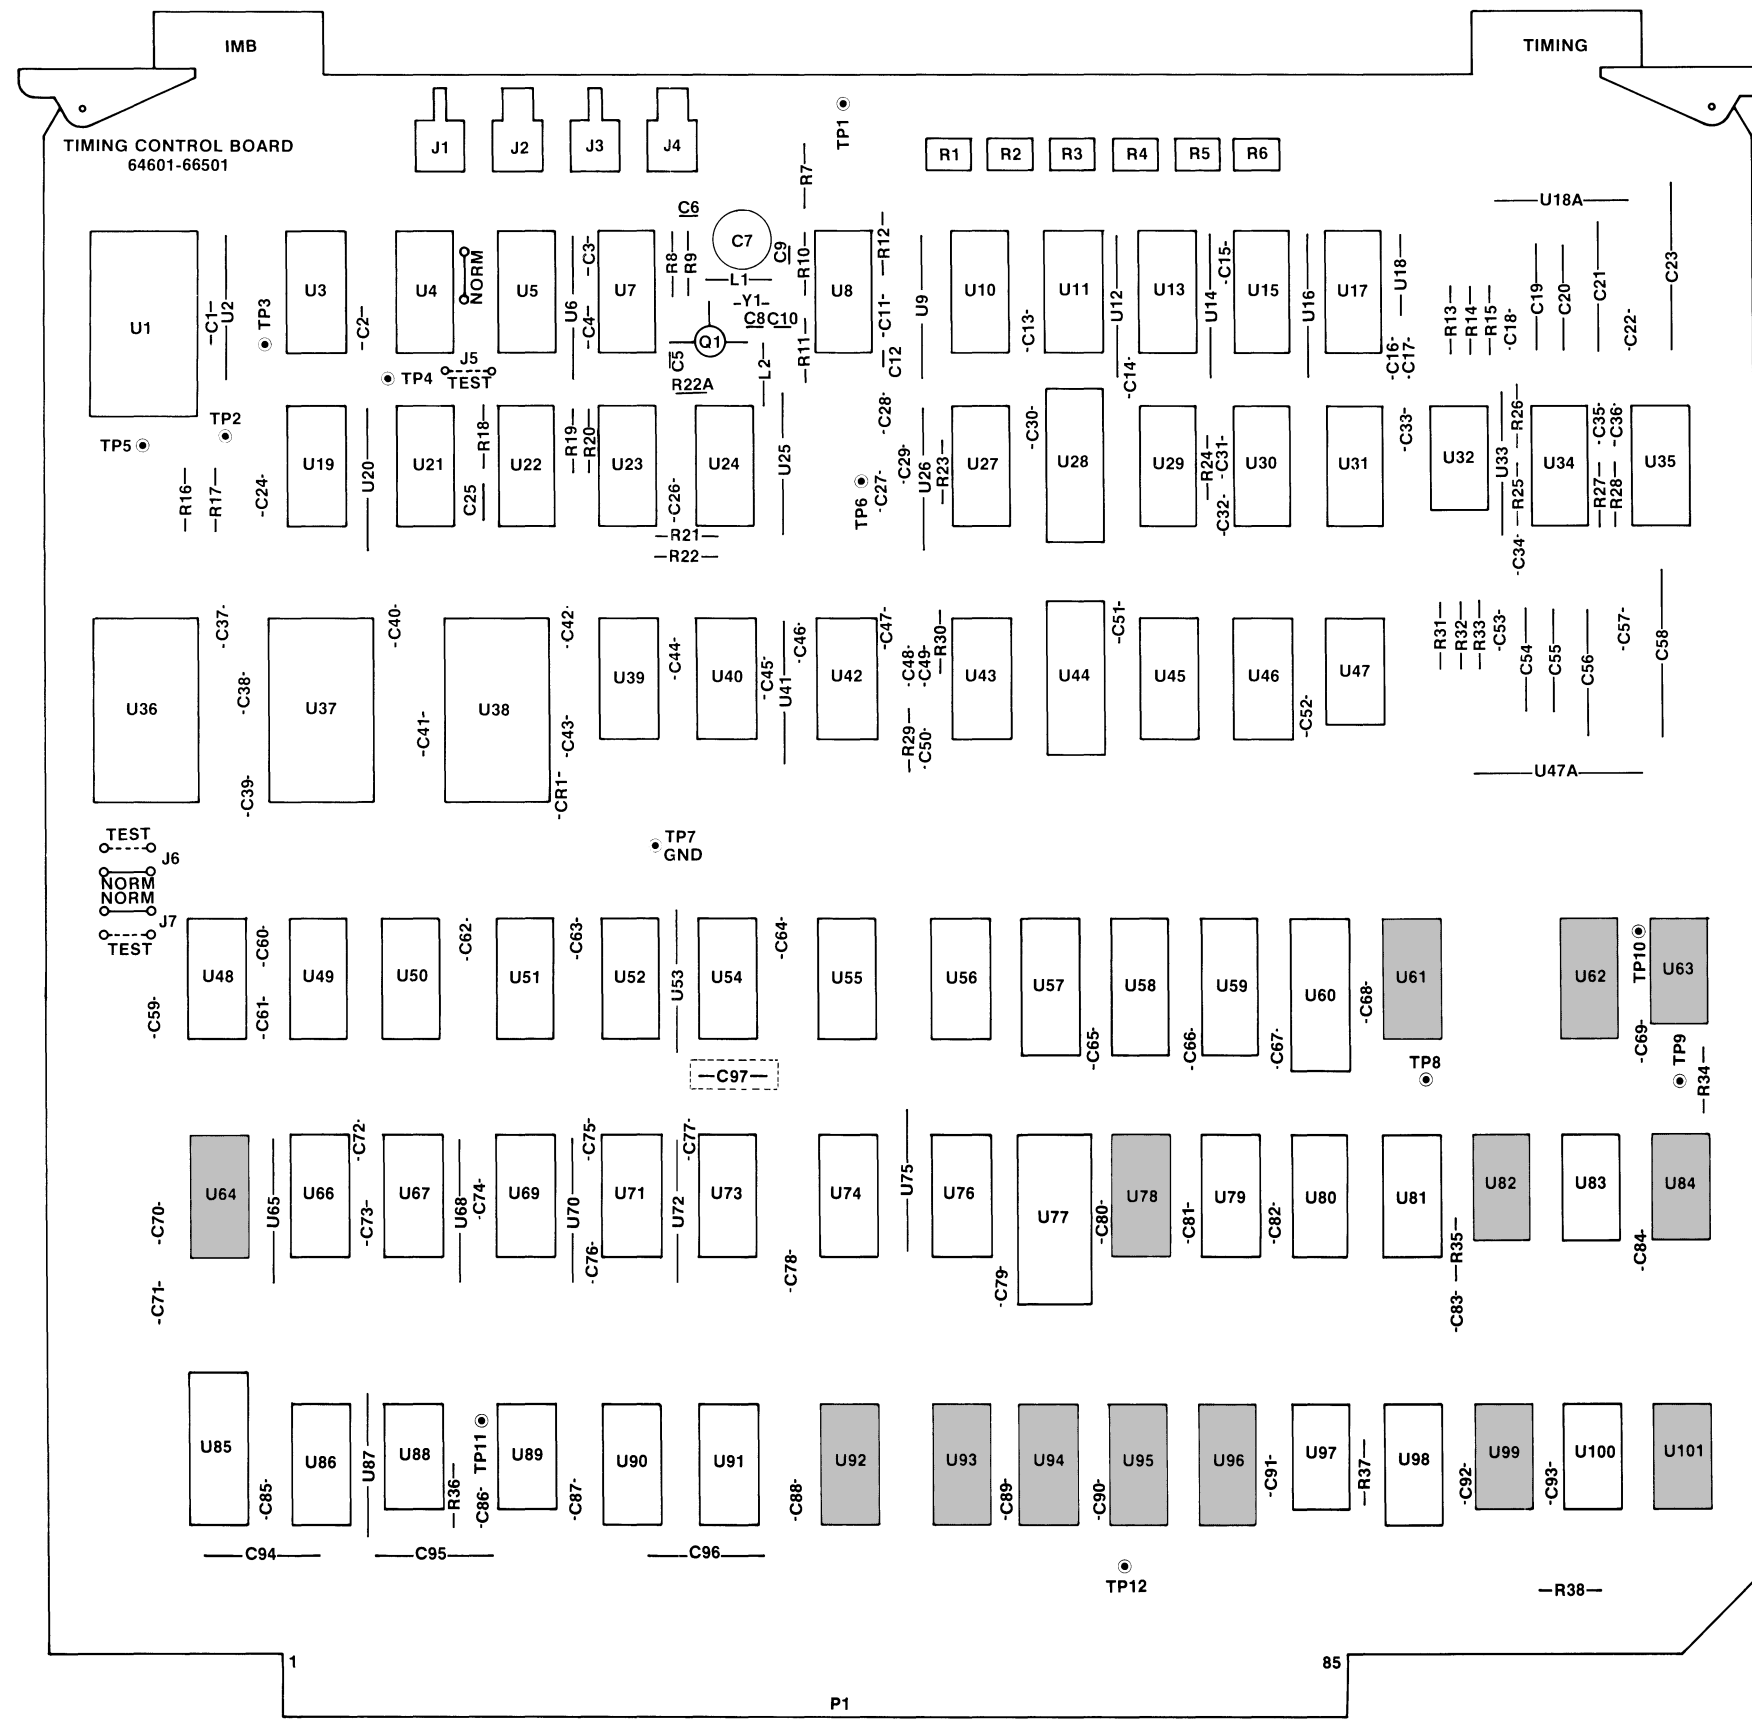 IMB
TIMING
TIMING CONTROL BOARD
64601-66501
J1 J2 J3 J4
TP1
R7
R1 R2 R3 R4 R5 R6
U18A
C6
C7
C9
R10
R12
C23
U1
C1
U2
TP3
U3
C2
U4
NORM
U5
U6
C3
C4
U7
R8
R9
L1
Y1
C8 C10
Q1
C5
R22A
L2
R11
U8
C11
C12
U9
U10
C13
U11
U12
C14
U13
U14
C15
U15
U16
U17
U18
C16
C17
R13
R14
R15
C18
C19
C20
C21
C22
J5
TEST
TP4
TP2
TP5
R16
R17
C24
U19
U20
U21
R18
C25
U22
R19
R20
U23
C26
U24
U25
R21
R22
TP6
C27
C28
C29
U26
R23
U27
C30
U28
U29
R24
C31
C32
U30
U31
C33
U32
U33
R26
R25
C34
U34
C35
C36
R27
R28
U35
C37
C38
C39
U36
U37
C40
C41
U38
C42
C43
CR1
U39
C44
U40
C45
U41
C46
U42
C47
C48
C49
R30
R29
C50
U43
U44
C51
U45
U46
C52
U47
R31
R32
R33
C53
C54
C55
C56
C57
C58
U47A
TEST
J6
NORM
NORM
J7
TEST
TP7
GND
C59
U48
C60
C61
U49
U50
C62
U51
C63
U52
U53
U54
C64
C97
U55
U56
U57
C65
U58
C66
U59
C67
U60
C68
U61
TP8
U62
TP10
C69
U63
TP9
R34
C70
C71
U64
U65
U66
C72
C73
U67
U68
C74
U69
U70
C75
C76
U71
U72
C77
U73
C78
U74
U75
U76
C79
U77
C80
U78
C81
U79
C82
U80
U81
R35
C83
U82
U83
C84
U84
U85
C85
U86
U87
U88
R36
TP11
C86
U89
C87
U90
U91
C88
U92
U93
C89
U94
C90
U95
U96
C91
U97
R37
U98
C92
U99
C93
U100
U101
C94
C95
C96
TP12
R38
1
85
P1